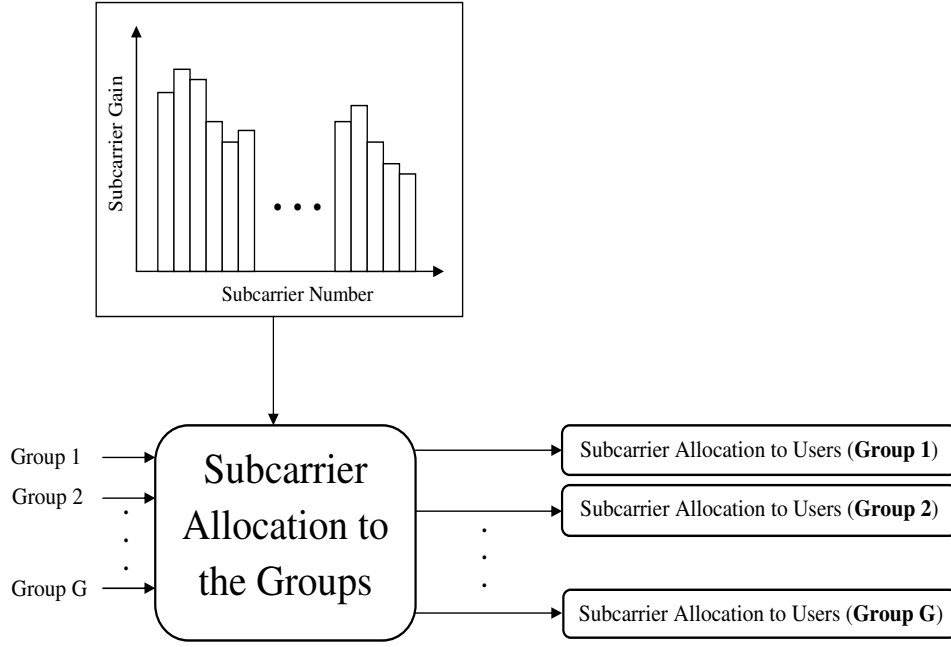 Subcarrier Gain
Subcarrier Number
Group 1
Group 2
Group G
Subcarrier
Allocation to
the Groups
Subcarrier Allocation to Users (Group 1)
Subcarrier Allocation to Users (Group 2)
Subcarrier Allocation to Users (Group G)